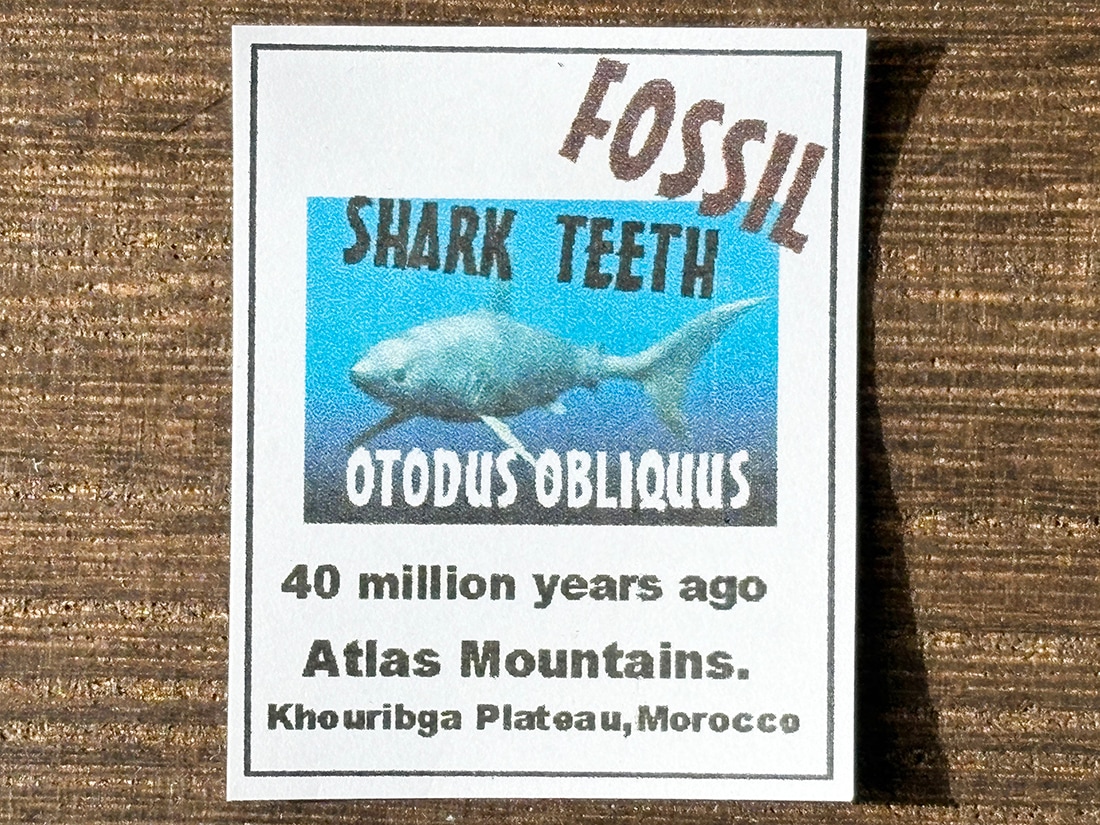 FOSSIL
SHARK TEETH
OTODUS OBLIQUUS
40 million years ago
Atlas Mountains.
Khouribga Plateau,Morocco